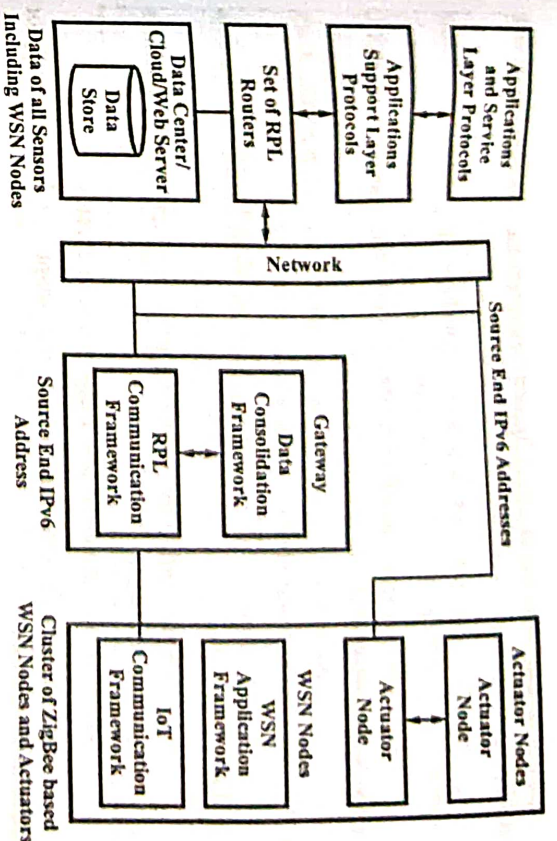 Applications
and Service
Layer Protocols
Applications
Support Layer
Protocols
Set of RPL
Routers
Data Center/
Cloud/Web Server
Data
Store
Data of all Sensors
Including WSN Nodes
Network
Source End IPv6 Addresses
Gateway
Data
Consolidation
Framework
RPL
Communication
Framework
Source End IPv6
Address
Actuator Nodes
Actuator
Node
Actuator
Node
WSN Nodes
WSN
Application
Framework
IoT
Communication
Framework
Cluster of ZigBee based
WSN Nodes and Actuators